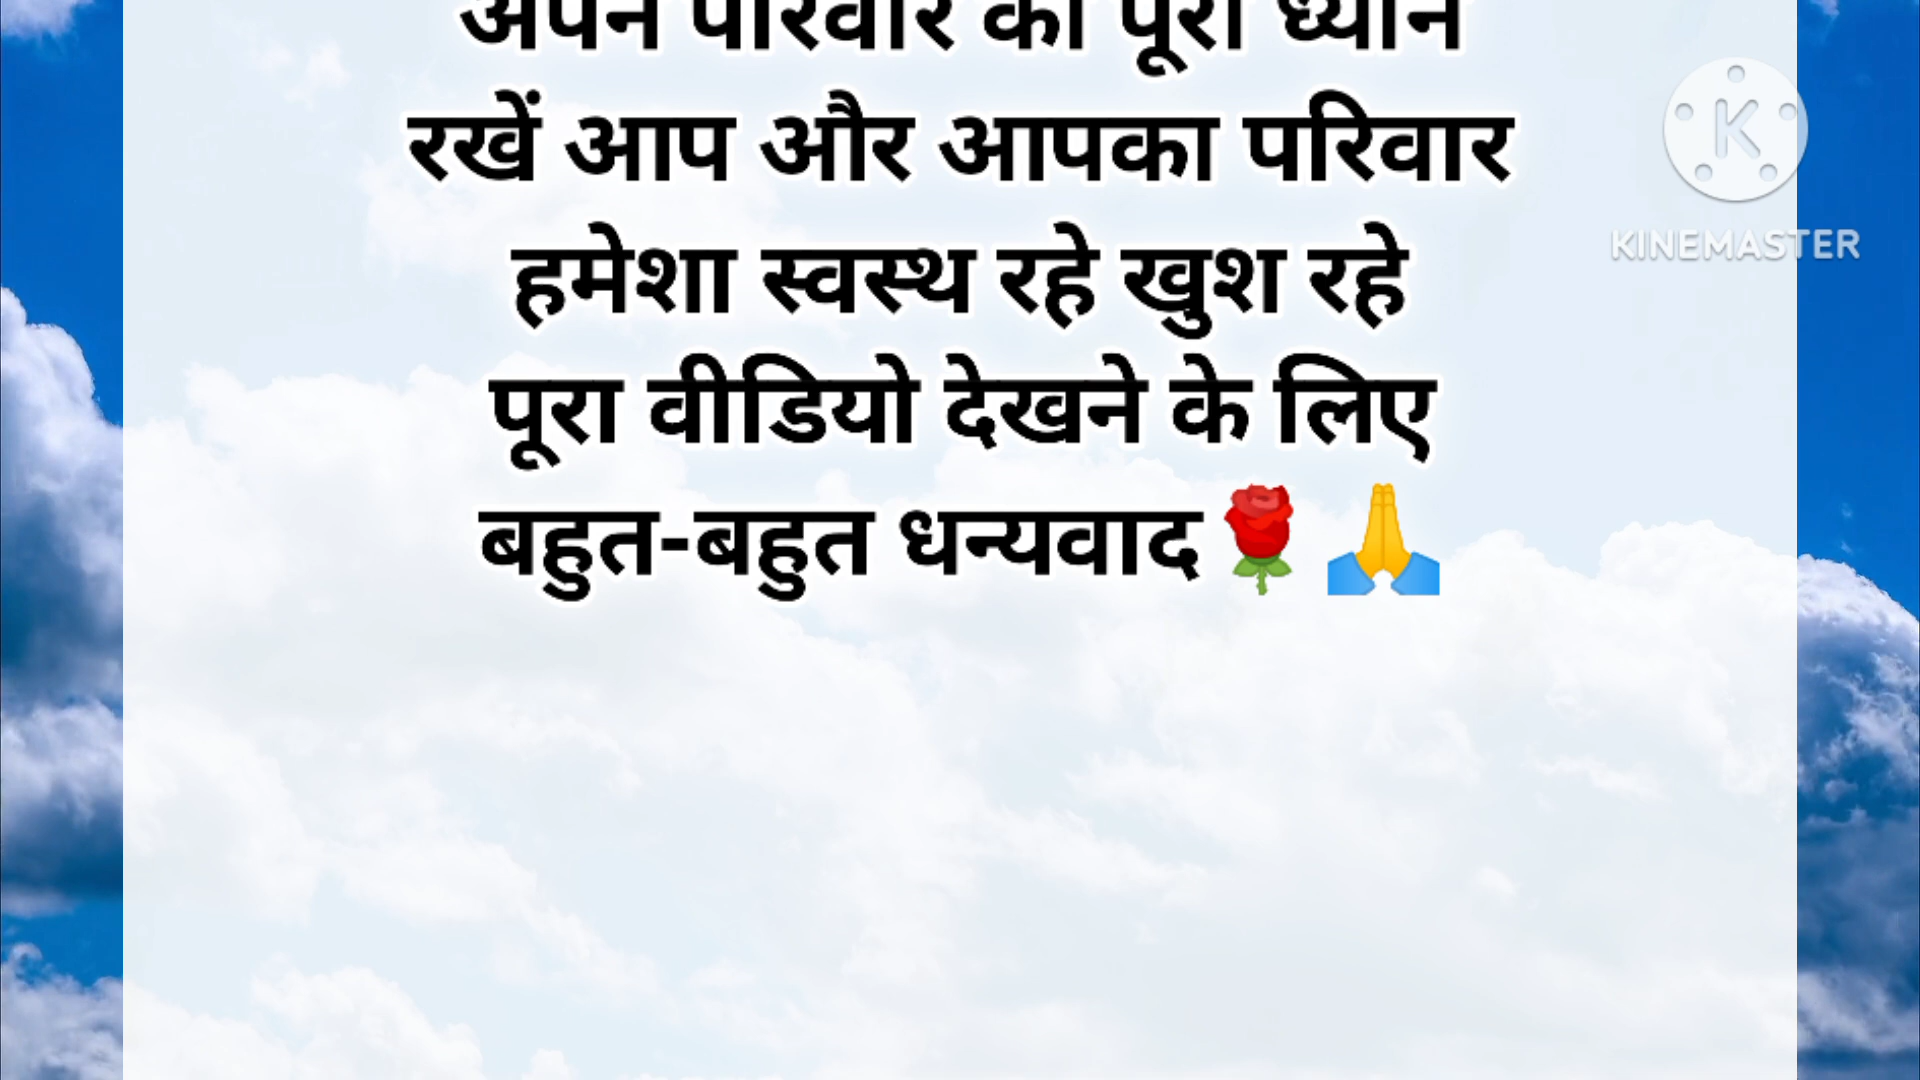 अपने परिवार का पूरा ध्यान
रखें आप और आपका परिवार
हमेशा स्वस्थ रहे खुश रहे
पूरा वीडियो देखने के लिए
बहुत-बहुत धन्यवाद🌹🙏
K
KINEMASTER